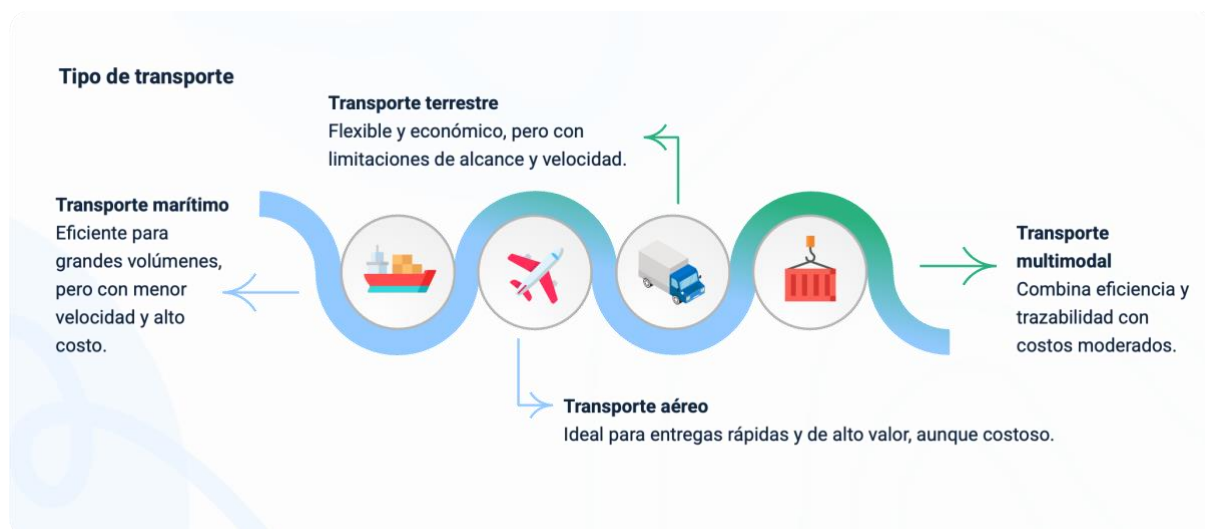 Tipo de transporte
Transporte terrestre
Flexible y económico, pero con
limitaciones de alcance y velocidad.
Transporte marítimo
Eficiente para
grandes volúmenes,
pero con menor
velocidad y alto
costo.
Transporte
multimodal
Combina eficiencia y
trazabilidad con
costos moderados.
Transporte aéreo
Ideal para entregas rápidas y de alto valor, aunque costoso.